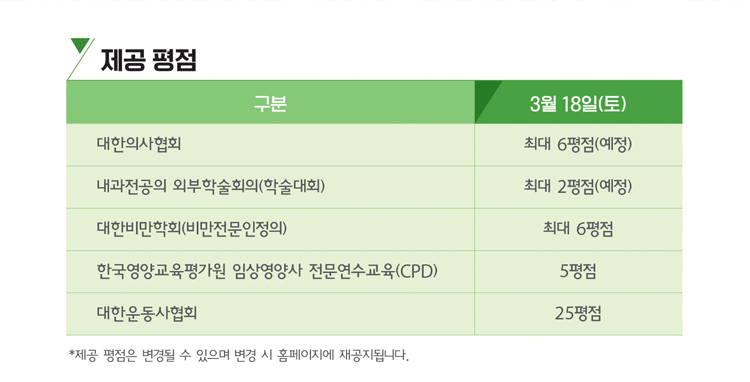 제공 평점
구분 3월 18일(토)
대한의사협회 최대 6평점(예정)
내과전공의 외부학술회의(학술대회) 최대 2평점(예정)
대한비만학회(비만전문인정의) 최대 6평점
한국영양교육평가원 임상영양사 전문연수교육(CPD) 5평점
대한운동사협회 25평점
*제공 평점은 변경될 수 있으며 변경 시 홈페이지에 재공지됩니다.